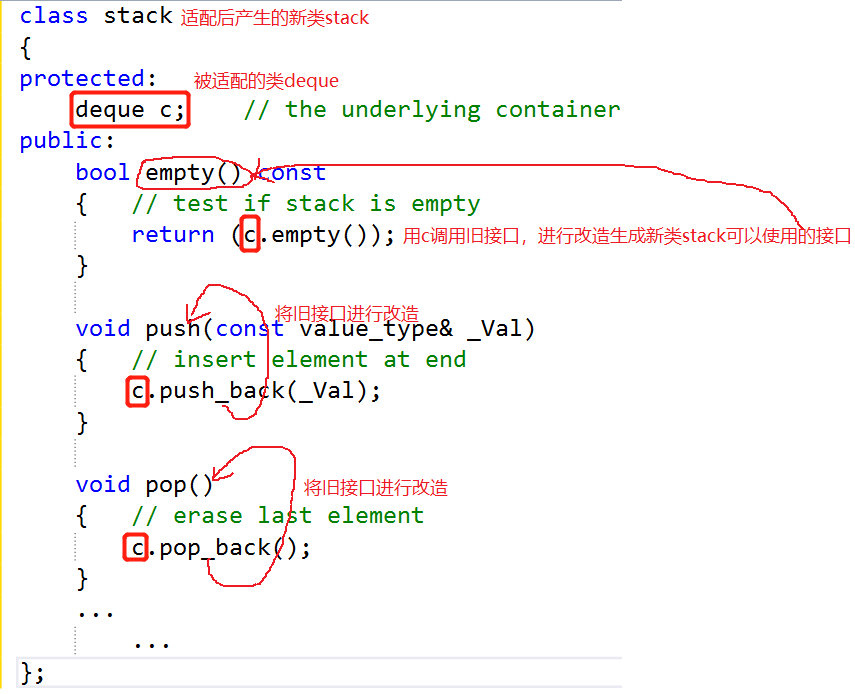 class stack 适配后产生的新类stack
{
protected: 被适配的类deque
deque c; // the underlying container
public:
bool empty() const
{ // test if stack is empty
return (c.empty()); 用c调用旧接口，进行改造生成新类stack可以使用的接口
}
将旧接口进行改造
void push(const value_type& _Val)
{ // insert element at end
c.push_back(_Val);
}
void pop() 将旧接口进行改造
{ // erase last element
c.pop_back();
}
...
...
};